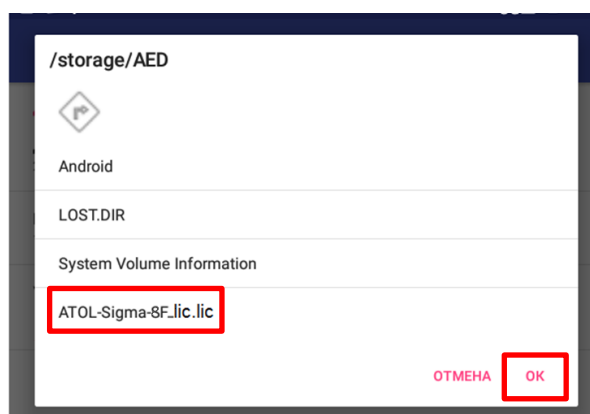 /storage/AED
Android
LOST.DIR
System Volume Information
ATOL-Sigma-8F_lic.lic
ОТМЕНА OK